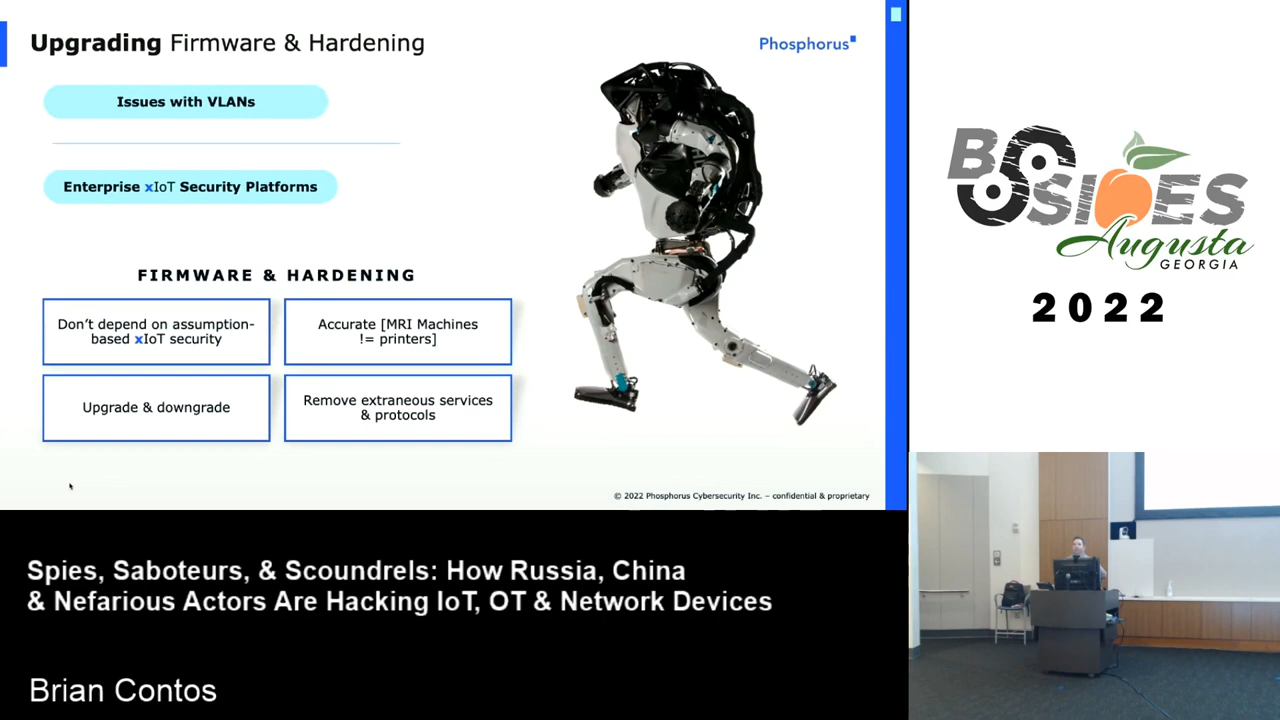 Upgrading Firmware & Hardening
Phosphorus
Issues with VLANs
Enterprise xIoT Security Platforms
FIRMWARE & HARDENING
Don't depend on assumption-
based xIoT security
Accurate [MRI Machines
!= printers]
Upgrade & downgrade
Remove extraneous services
& protocols
© 2022 Phosphorus Cybersecurity Inc. – confidential & proprietary
BSIDES
Augusta
GEORGIA
2022
Spies, Saboteurs, & Scoundrels: How Russia, China
& Nefarious Actors Are Hacking IoT, OT & Network Devices
Brian Contos